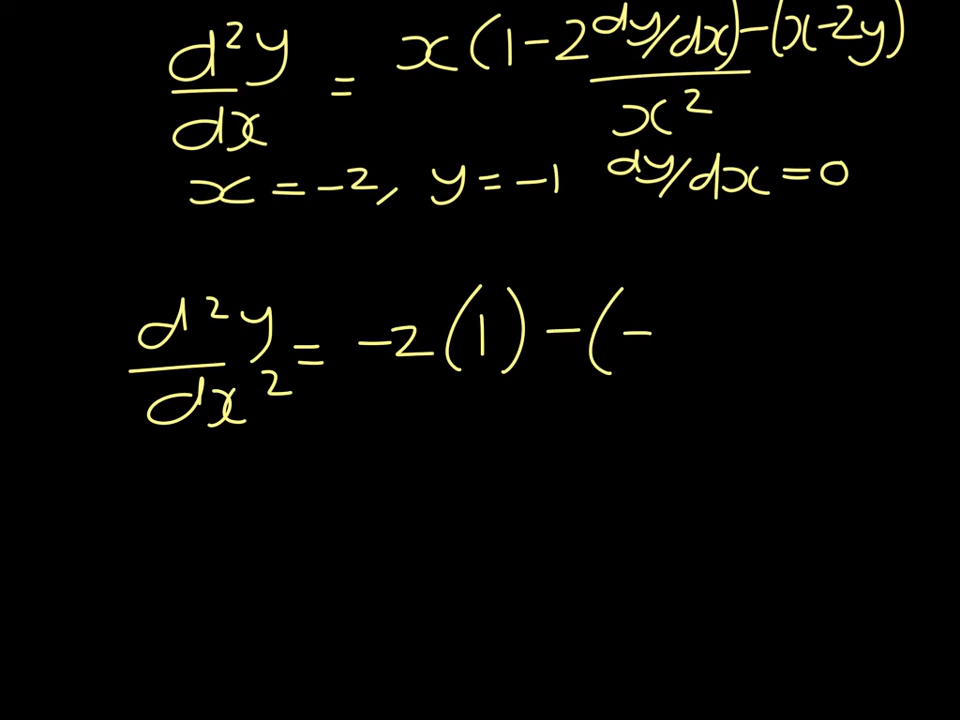 d²y/dx = x(1-2dy/dx)-(x-2y)/x²
x = -2, y = -1 dy/dx = 0
d²y/dx² = -2(1)-(-